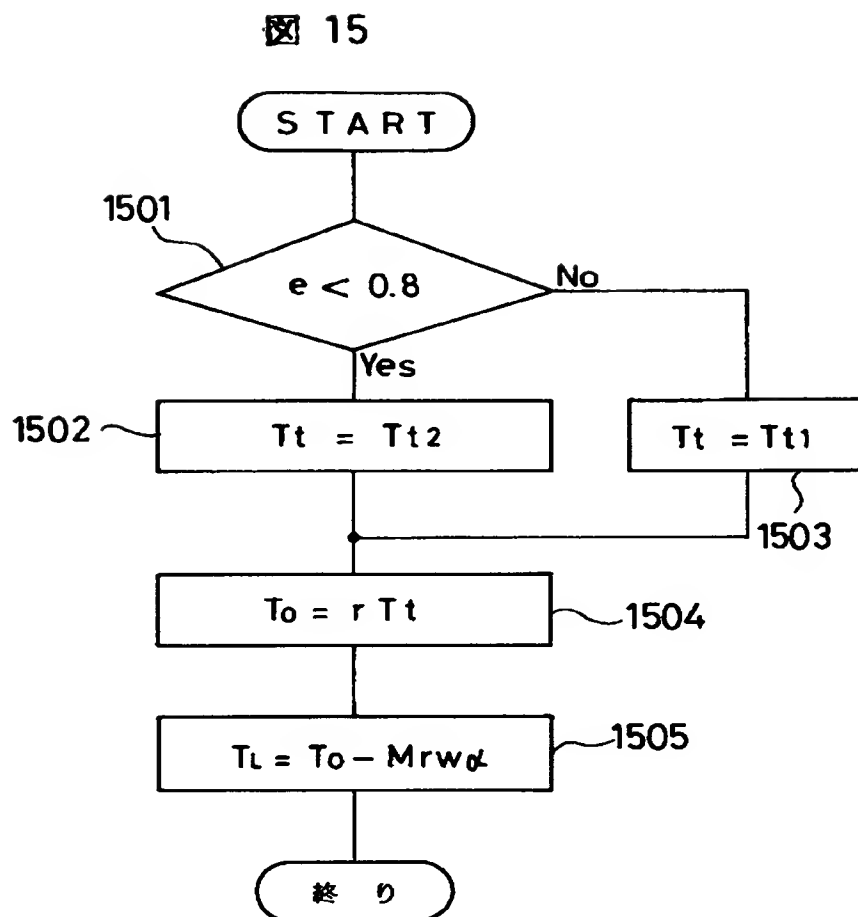 図 15
START
1501
e < 0.8
No
Yes
1502
Tt = Tt2
Tt = Tt1
1503
To = r Tt
1504
TL = To - Mrwα
1505
終り